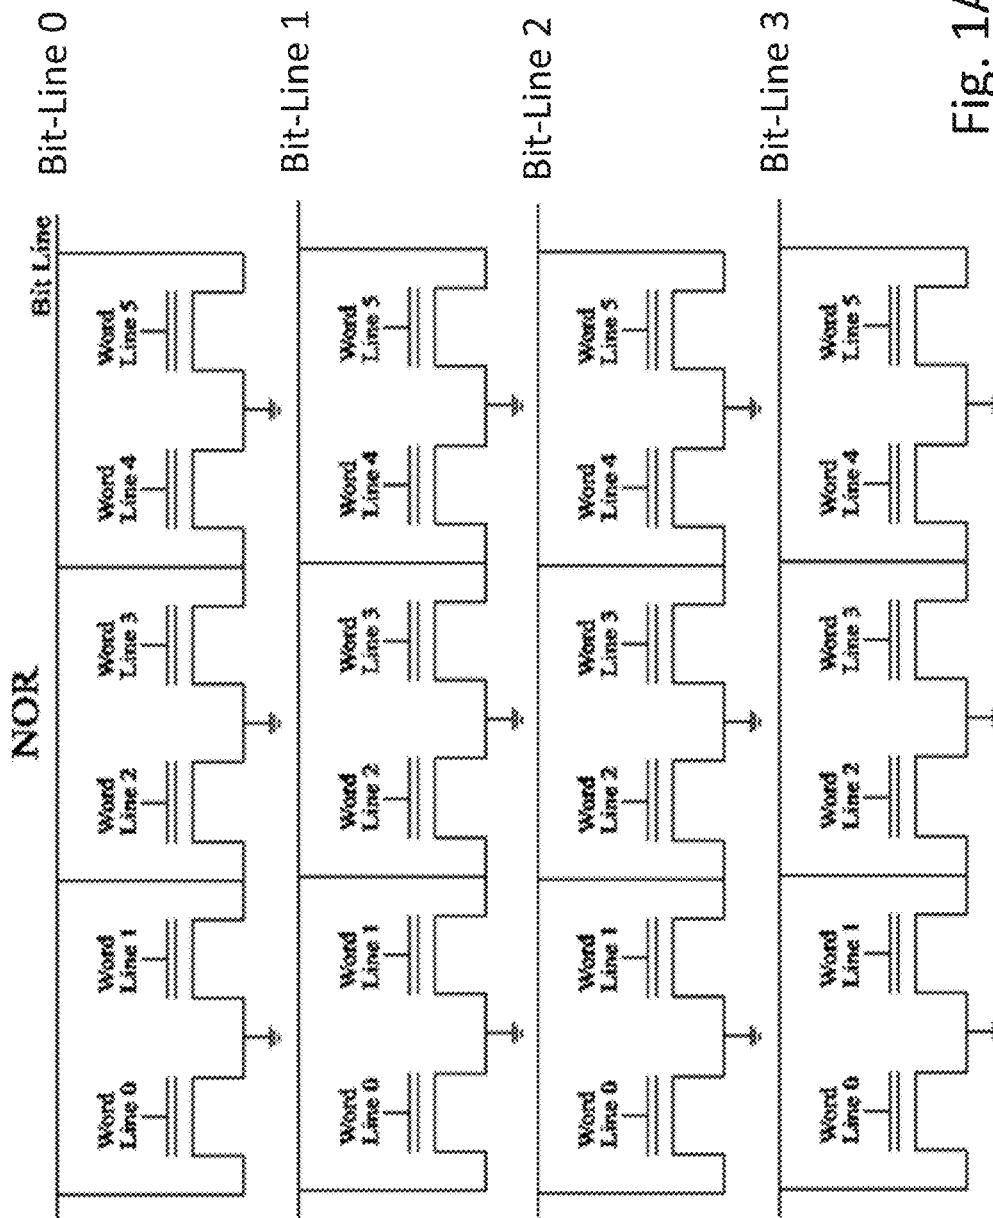 NOR
Bit Line
Bit-Line 0
Word
Line 0
Word
Line 1
Word
Line 2
Word
Line 3
Word
Line 4
Word
Line 5
Bit-Line 1
Word
Line 0
Word
Line 1
Word
Line 2
Word
Line 3
Word
Line 4
Word
Line 5
Bit-Line 2
Word
Line 0
Word
Line 1
Word
Line 2
Word
Line 3
Word
Line 4
Word
Line 5
Bit-Line 3
Word
Line 0
Word
Line 1
Word
Line 2
Word
Line 3
Word
Line 4
Word
Line 5
Fig. 1A